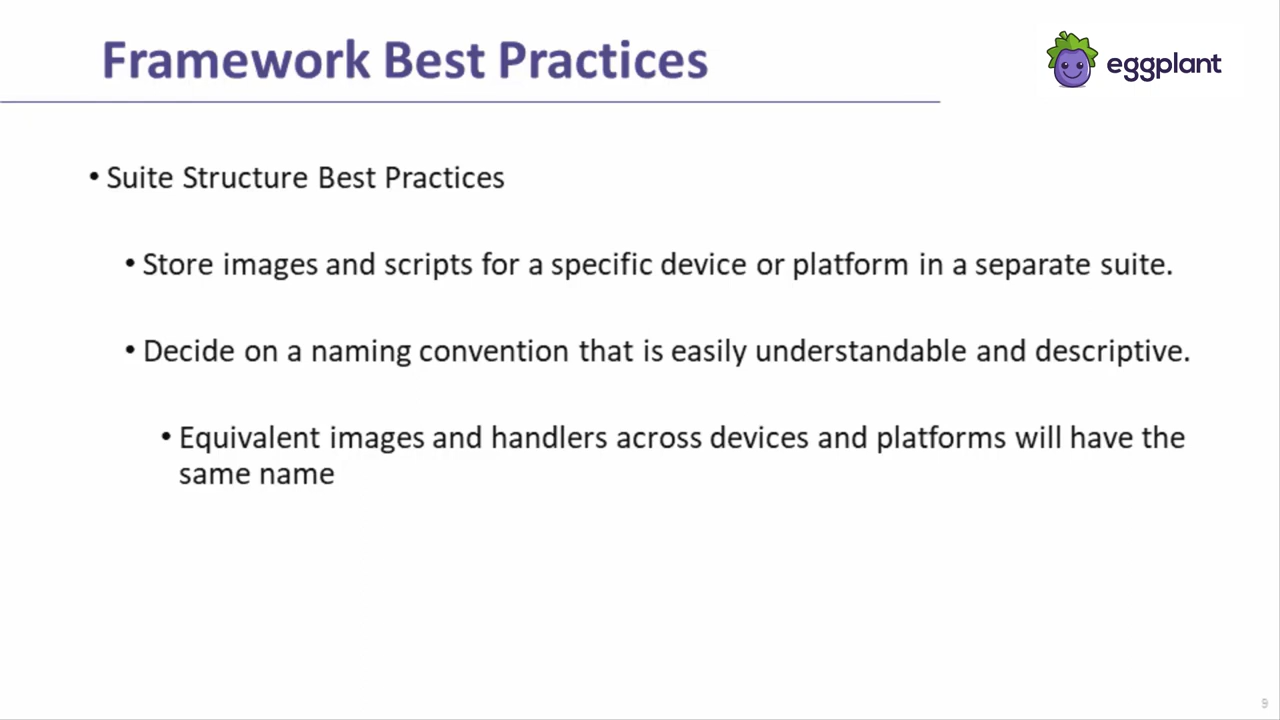 Framework Best Practices
eggplant
• Suite Structure Best Practices
• Store images and scripts for a specific device or platform in a separate suite.
• Decide on a naming convention that is easily understandable and descriptive.
• Equivalent images and handlers across devices and platforms will have the
same name
9